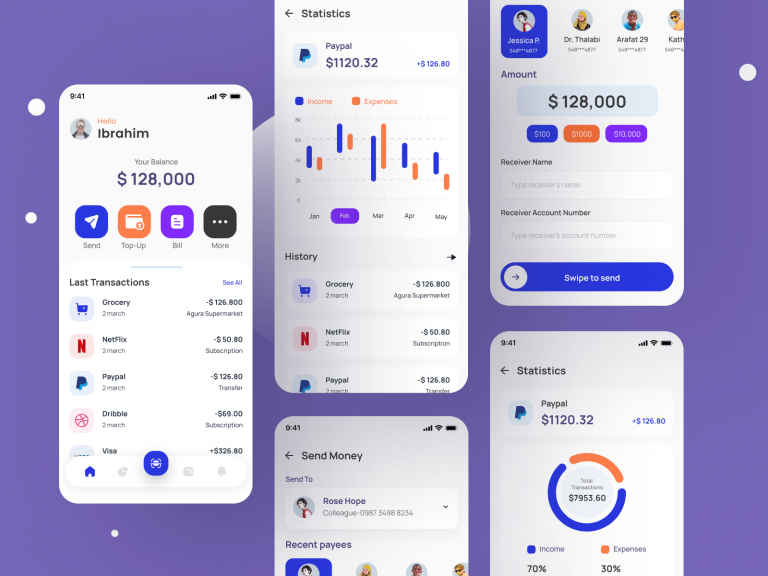 9:41
Hello
Ibrahim
Your Balance
$ 128,000
Send
Top-Up
Bill
More
Last Transactions
See All
Grocery
-$ 126.800
2 march
Agura Supermarket
NetFlix
-$ 50.80
2 march
Subscription
Paypal
-$ 126.80
2 march
Transfer
Dribble
-$69.00
2 march
Subscription
Visa
+$326.80
Statistics
Paypal
$1120.32
+$ 126.80
Income
Expenses
8k
6k
4k
2k
0
Jan
Feb
Mar
Apr
May
History
Grocery
-$ 126.800
2 march
Agura Supermarket
NetFlix
-$ 50.80
2 march
Subscription
Paypal
-$ 126.80
2 march
Transfer
9:41
Send Money
Send To
Rose Hope
Colleague-0987 3498 8234
Recent payees
Jessica P.
548***4877
Dr. Thalabi
548***4877
Arafat 29
548***4877
Kath
548***4877
Amount
$ 128,000
$100
$1000
$10,000
Receiver Name
Type receiver's name
Receiver Account Number
Type receiver's account number
Swipe to send
9:41
Statistics
Paypal
$1120.32
+$ 126.80
Total
Transactions
$7953.60
Income
Expenses
70%
30%